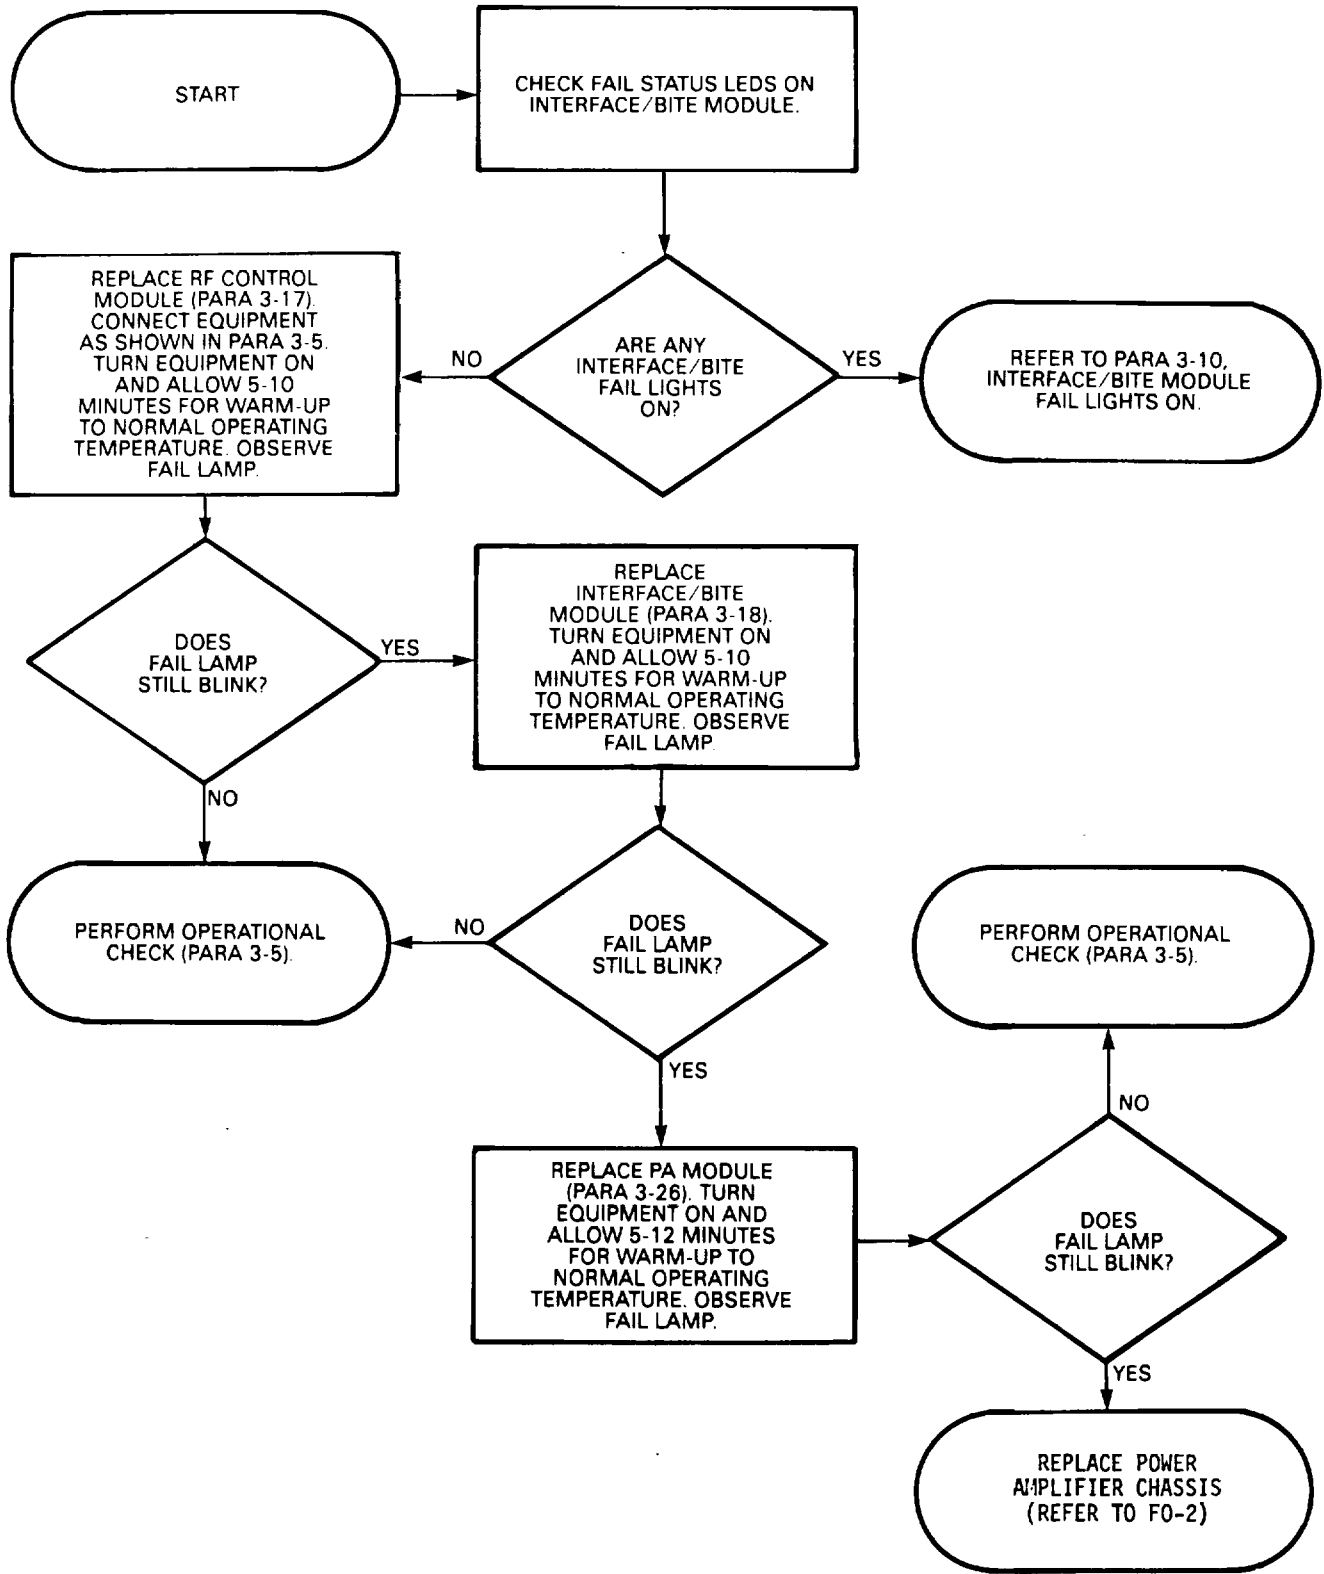 START
CHECK FAIL STATUS LEDS ON
INTERFACE/BITE MODULE.
ARE ANY
INTERFACE/BITE
FAIL LIGHTS
ON?
YES
REFER TO PARA 3-10,
INTERFACE/BITE MODULE
FAIL LIGHTS ON.
NO
REPLACE RF CONTROL
MODULE (PARA 3-17).
CONNECT EQUIPMENT
AS SHOWN IN PARA 3-5.
TURN EQUIPMENT ON
AND ALLOW 5-10
MINUTES FOR WARM-UP
TO NORMAL OPERATING
TEMPERATURE. OBSERVE
FAIL LAMP.
DOES
FAIL LAMP
STILL BLINK?
YES
REPLACE
INTERFACE/BITE
MODULE (PARA 3-18).
TURN EQUIPMENT ON
AND ALLOW 5-10
MINUTES FOR WARM-UP
TO NORMAL OPERATING
TEMPERATURE. OBSERVE
FAIL LAMP.
NO
PERFORM OPERATIONAL
CHECK (PARA 3-5).
NO
DOES
FAIL LAMP
STILL BLINK?
YES
REPLACE PA MODULE
(PARA 3-26). TURN
EQUIPMENT ON AND
ALLOW 5-12 MINUTES
FOR WARM-UP TO
NORMAL OPERATING
TEMPERATURE. OBSERVE
FAIL LAMP.
DOES
FAIL LAMP
STILL BLINK?
NO
PERFORM OPERATIONAL
CHECK (PARA 3-5).
YES
REPLACE POWER
AMPLIFIER CHASSIS
(REFER TO FO-2)